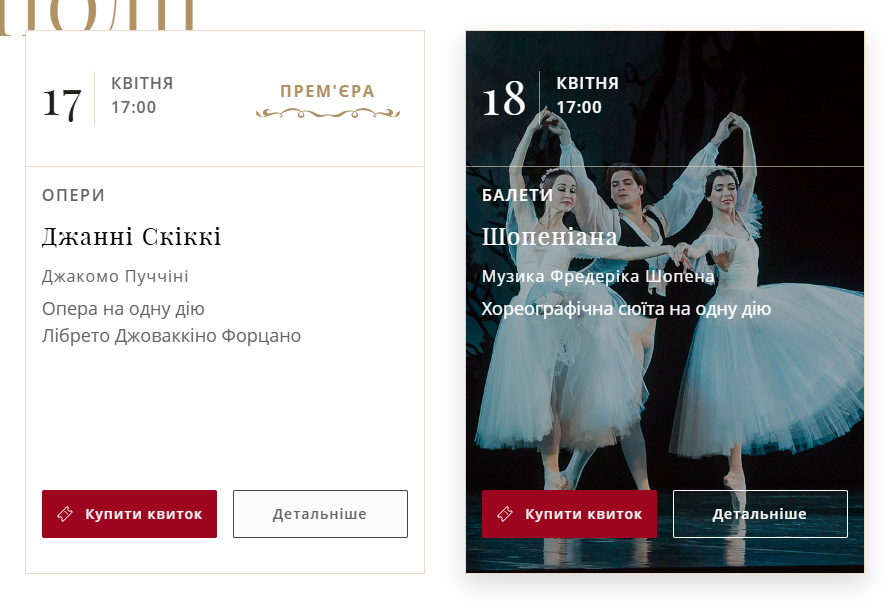 17
КВІТНЯ
17:00
ПРЕМ'ЄРА
ОПЕРИ
Джанні Скіккі
Джакомо Пуччіні
Опера на одну дію
Лібрето Джоваккіно Форцано
Купити квиток
Детальніше
18
КВІТНЯ
17:00
БАЛЕТИ
Шопеніана
Музика Фредеріка Шопена
Хореографічна сюїта на одну дію
Купити квиток
Детальніше